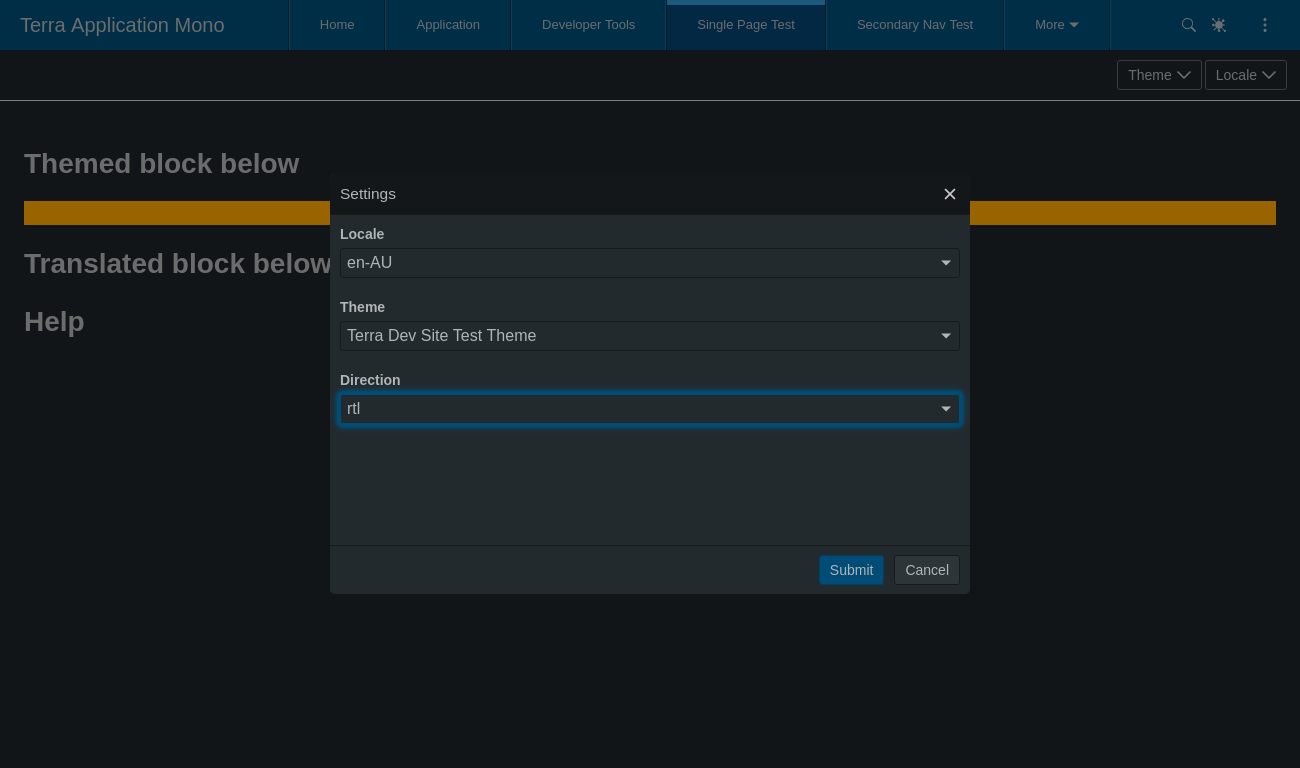 Terra Application Mono
Home
Application
Developer Tools
Single Page Test
Secondary Nav Test
More
Theme
Locale
Themed block below
Translated block below
Help
Settings
Locale
en-AU
Theme
Terra Dev Site Test Theme
Direction
rtl
Submit
Cancel